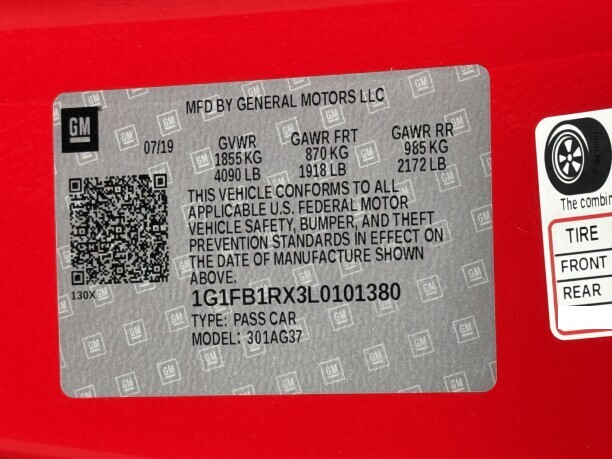 GM
MFD BY GENERAL MOTORS LLC
07/19
GVWR GAWR FRT GAWR RR
1855 KG 870 KG 985 KG
4090 LB 1918 LB 2172 LB
THIS VEHICLE CONFORMS TO ALL
APPLICABLE U.S. FEDERAL MOTOR
VEHICLE SAFETY, BUMPER, AND THEFT
PREVENTION STANDARDS IN EFFECT ON
THE DATE OF MANUFACTURE SHOWN
ABOVE.
130X
1G1FB1RX3L0101380
TYPE: PASS CAR
MODEL: 301AG37
The combin
TIRE
FRONT
REAR